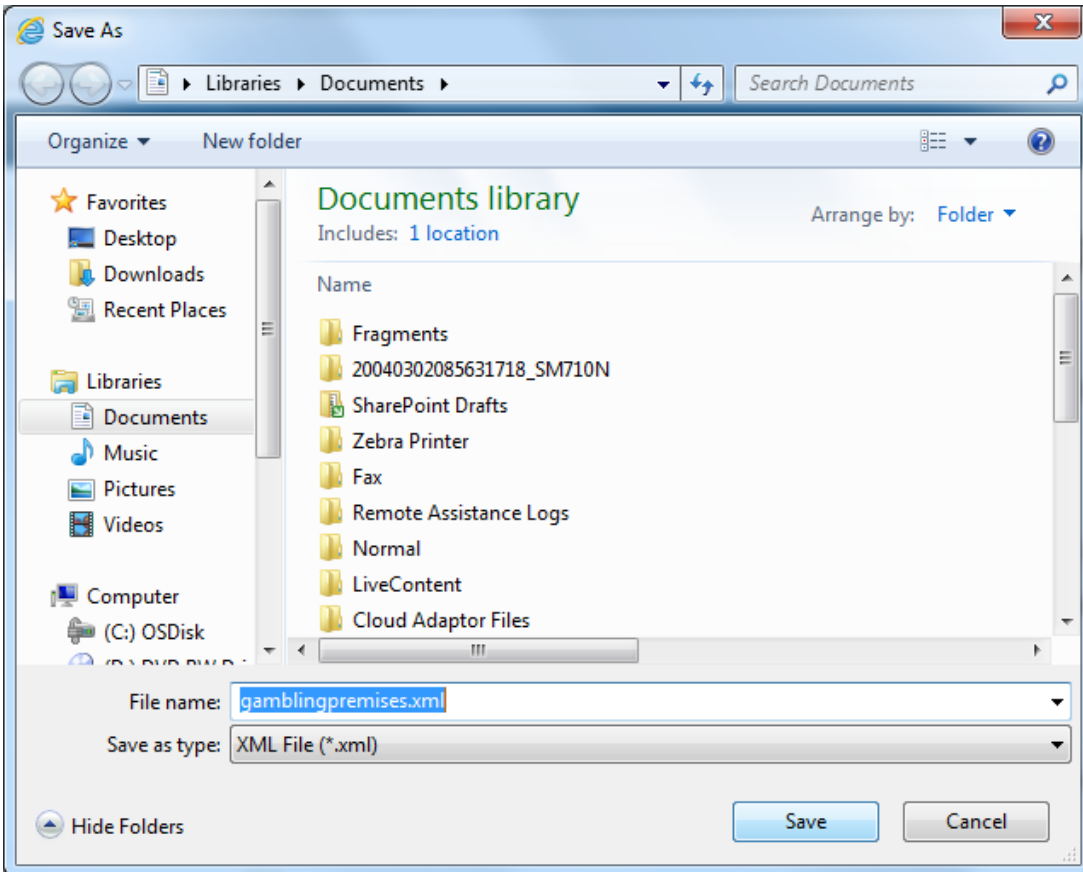 Save As
Libraries Documents
Search Documents
Organize New folder
Favorites
Desktop
Downloads
Recent Places
Libraries
Documents
Music
Pictures
Videos
Computer
(C:) OSDisk
Documents library
Includes: 1 location
Arrange by: Folder
Name
Fragments
20040302085631718_SM710N
SharePoint Drafts
Zebra Printer
Fax
Remote Assistance Logs
Normal
LiveContent
Cloud Adaptor Files
File name: gamblingpremises.xml
Save as type: XML File (*.xml)
Hide Folders
Save
Cancel